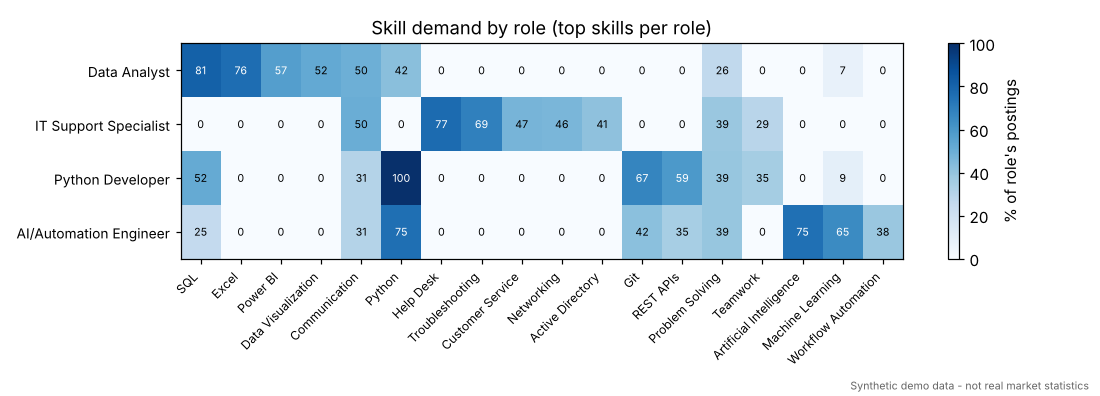 Skill demand by role (top skills per role)
Data Analyst 81 76 57 52 50 42 0 0 0 0 0 0 0 26 0 0 7 0
IT Support Specialist 0 0 0 0 50 0 77 69 47 46 41 0 0 39 29 0 0 0
Python Developer 52 0 0 0 31 100 0 0 0 0 0 67 59 39 35 0 9 0
AI/Automation Engineer 25 0 0 0 31 75 0 0 0 0 0 42 35 39 0 75 65 38
SQL
Excel
Power BI
Data Visualization
Communication
Python
Help Desk
Troubleshooting
Customer Service
Networking
Active Directory
Git
REST APIs
Problem Solving
Teamwork
Artificial Intelligence
Machine Learning
Workflow Automation
100
80
60
40
20
0
% of role's postings
Synthetic demo data - not real market statistics